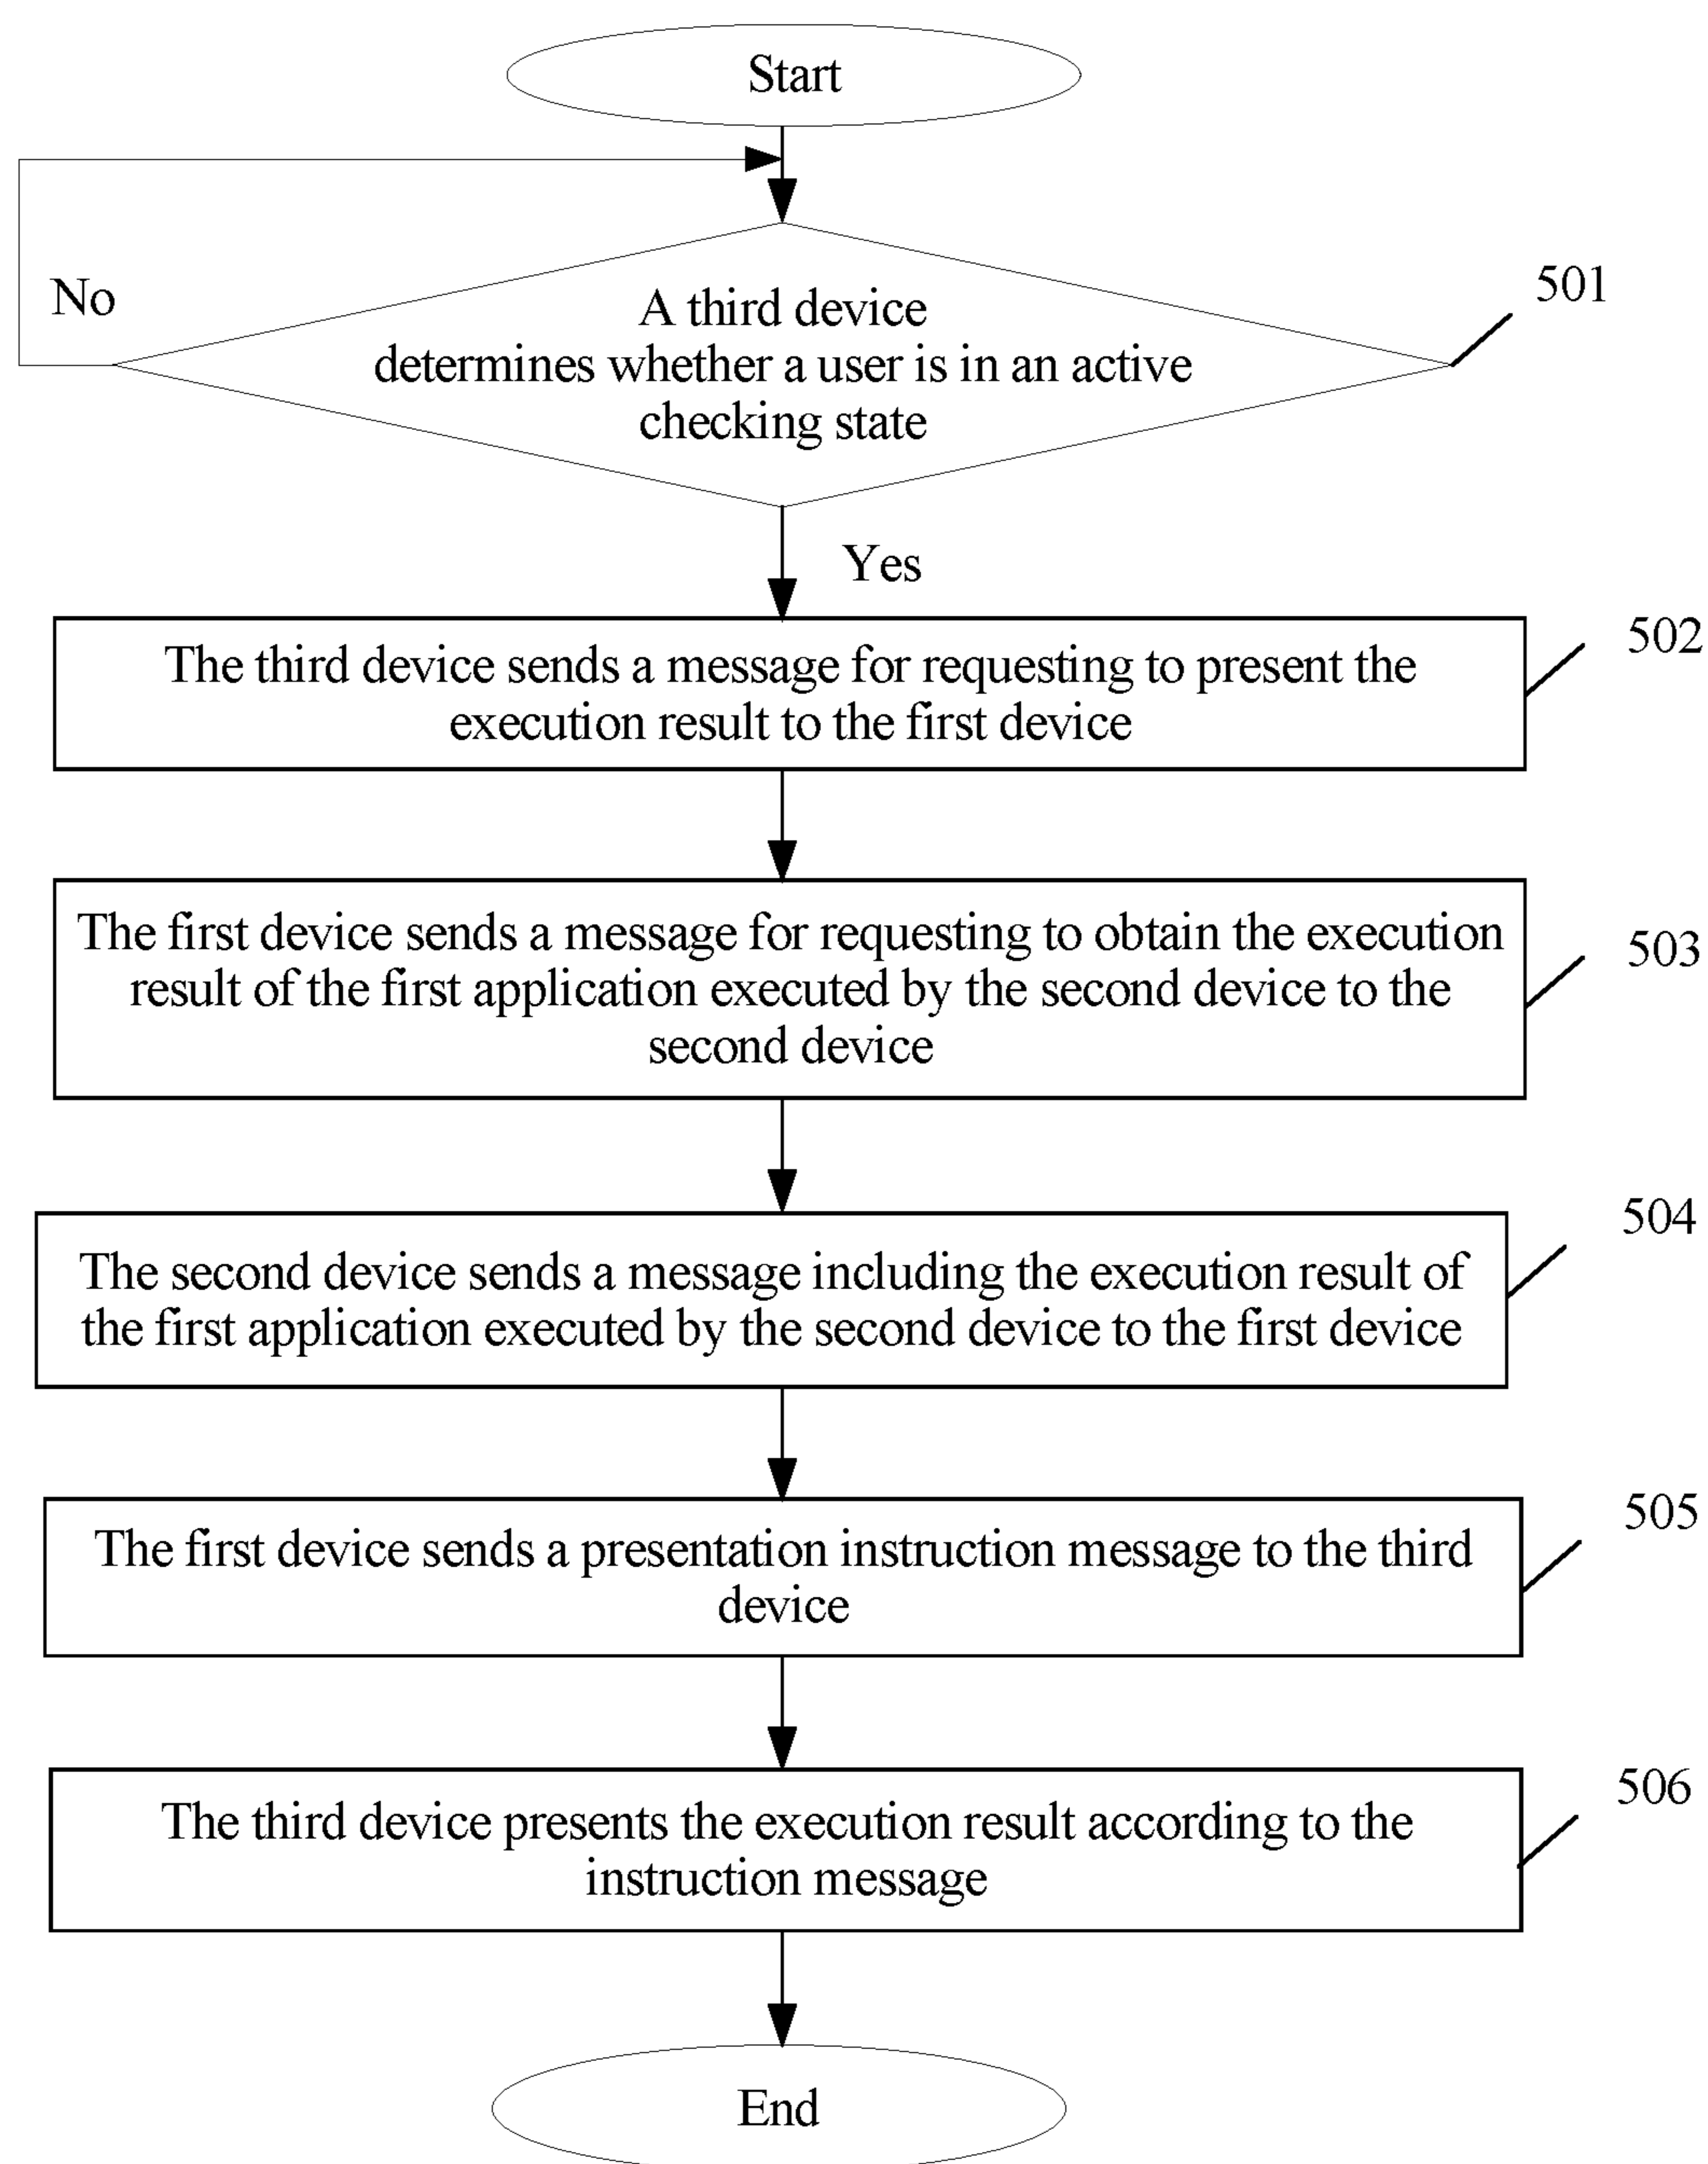 Start
No
A third device
determines whether a user is in an active
checking state
501
Yes
The third device sends a message for requesting to present the
execution result to the first device
502
The first device sends a message for requesting to obtain the execution
result of the first application executed by the second device to the
second device
503
The second device sends a message including the execution result of
the first application executed by the second device to the first device
504
The first device sends a presentation instruction message to the third
device
505
The third device presents the execution result according to the
instruction message
506
End